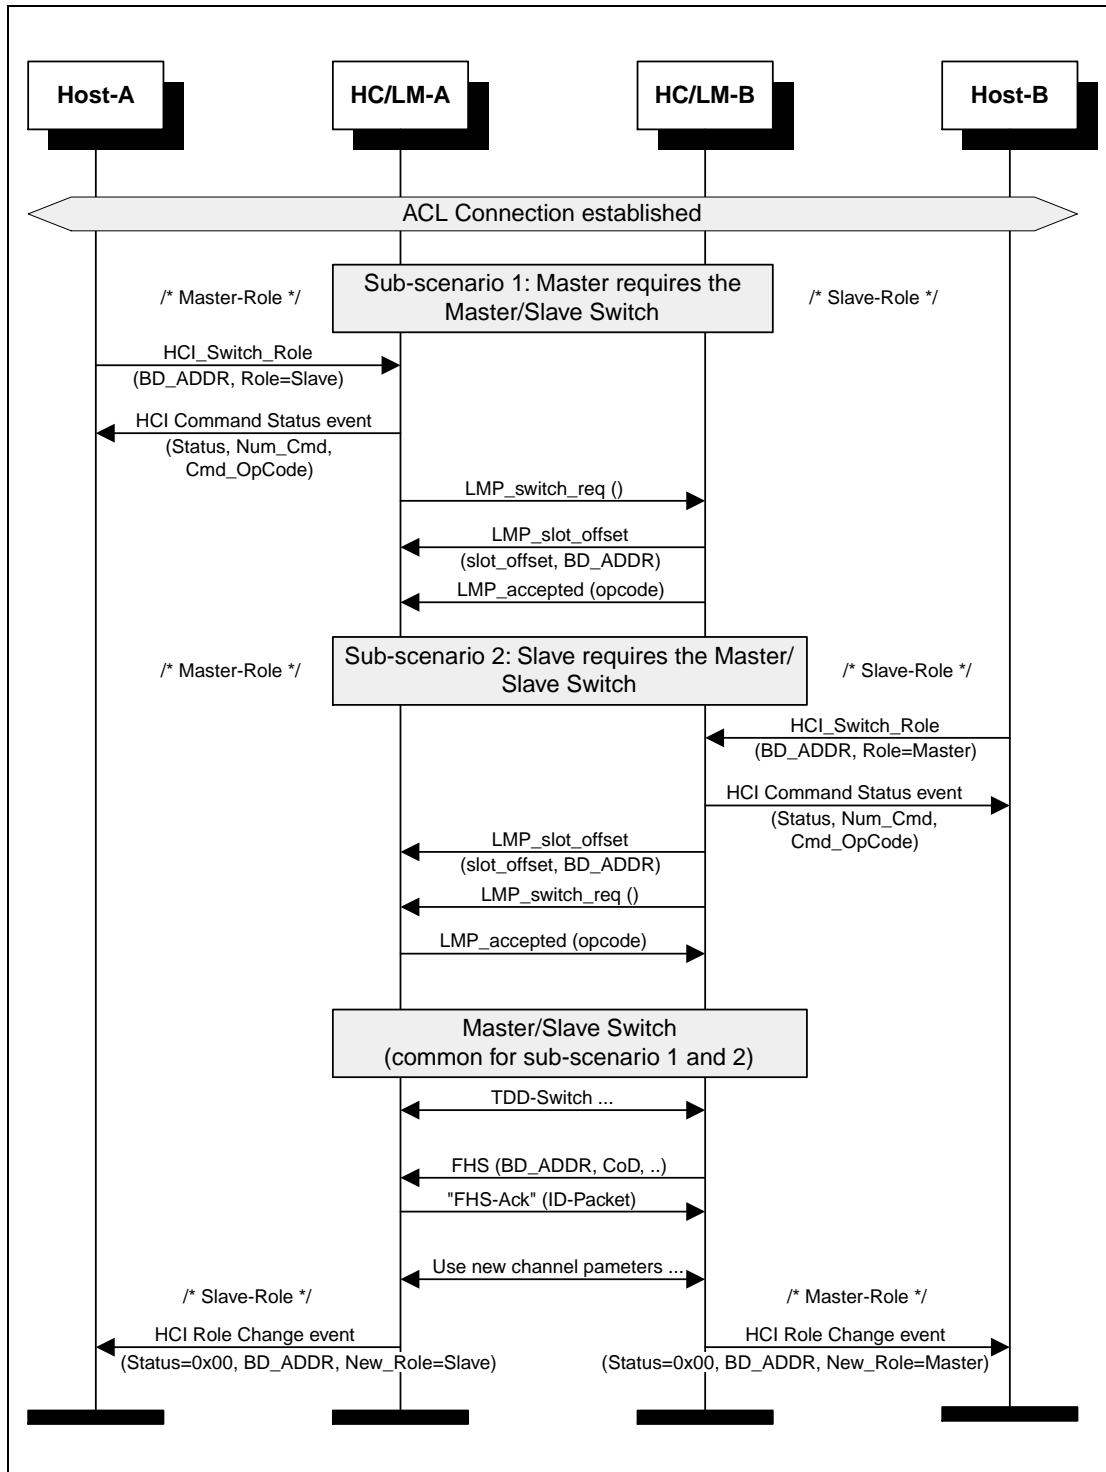 Host-A
HC/LM-A
HC/LM-B
Host-B
ACL Connection established
/* Master-Role */
Sub-scenario 1: Master requires the
Master/Slave Switch
/* Slave-Role */
HCI_Switch_Role
(BD_ADDR, Role=Slave)
HCI Command Status event
(Status, Num_Cmd,
Cmd_OpCode)
LMP_switch_req ()
LMP_slot_offset
(slot_offset, BD_ADDR)
LMP_accepted (opcode)
/* Master-Role */
Sub-scenario 2: Slave requires the Master/
Slave Switch
/* Slave-Role */
HCI_Switch_Role
(BD_ADDR, Role=Master)
HCI Command Status event
(Status, Num_Cmd,
Cmd_OpCode)
LMP_slot_offset
(slot_offset, BD_ADDR)
LMP_switch_req ()
LMP_accepted (opcode)
Master/Slave Switch
(common for sub-scenario 1 and 2)
TDD-Switch ...
FHS (BD_ADDR, CoD, ..)
"FHS-Ack" (ID-Packet)
Use new channel pameters ...
/* Slave-Role */
/* Master-Role */
HCI Role Change event
(Status=0x00, BD_ADDR, New_Role=Slave)
HCI Role Change event
(Status=0x00, BD_ADDR, New_Role=Master)